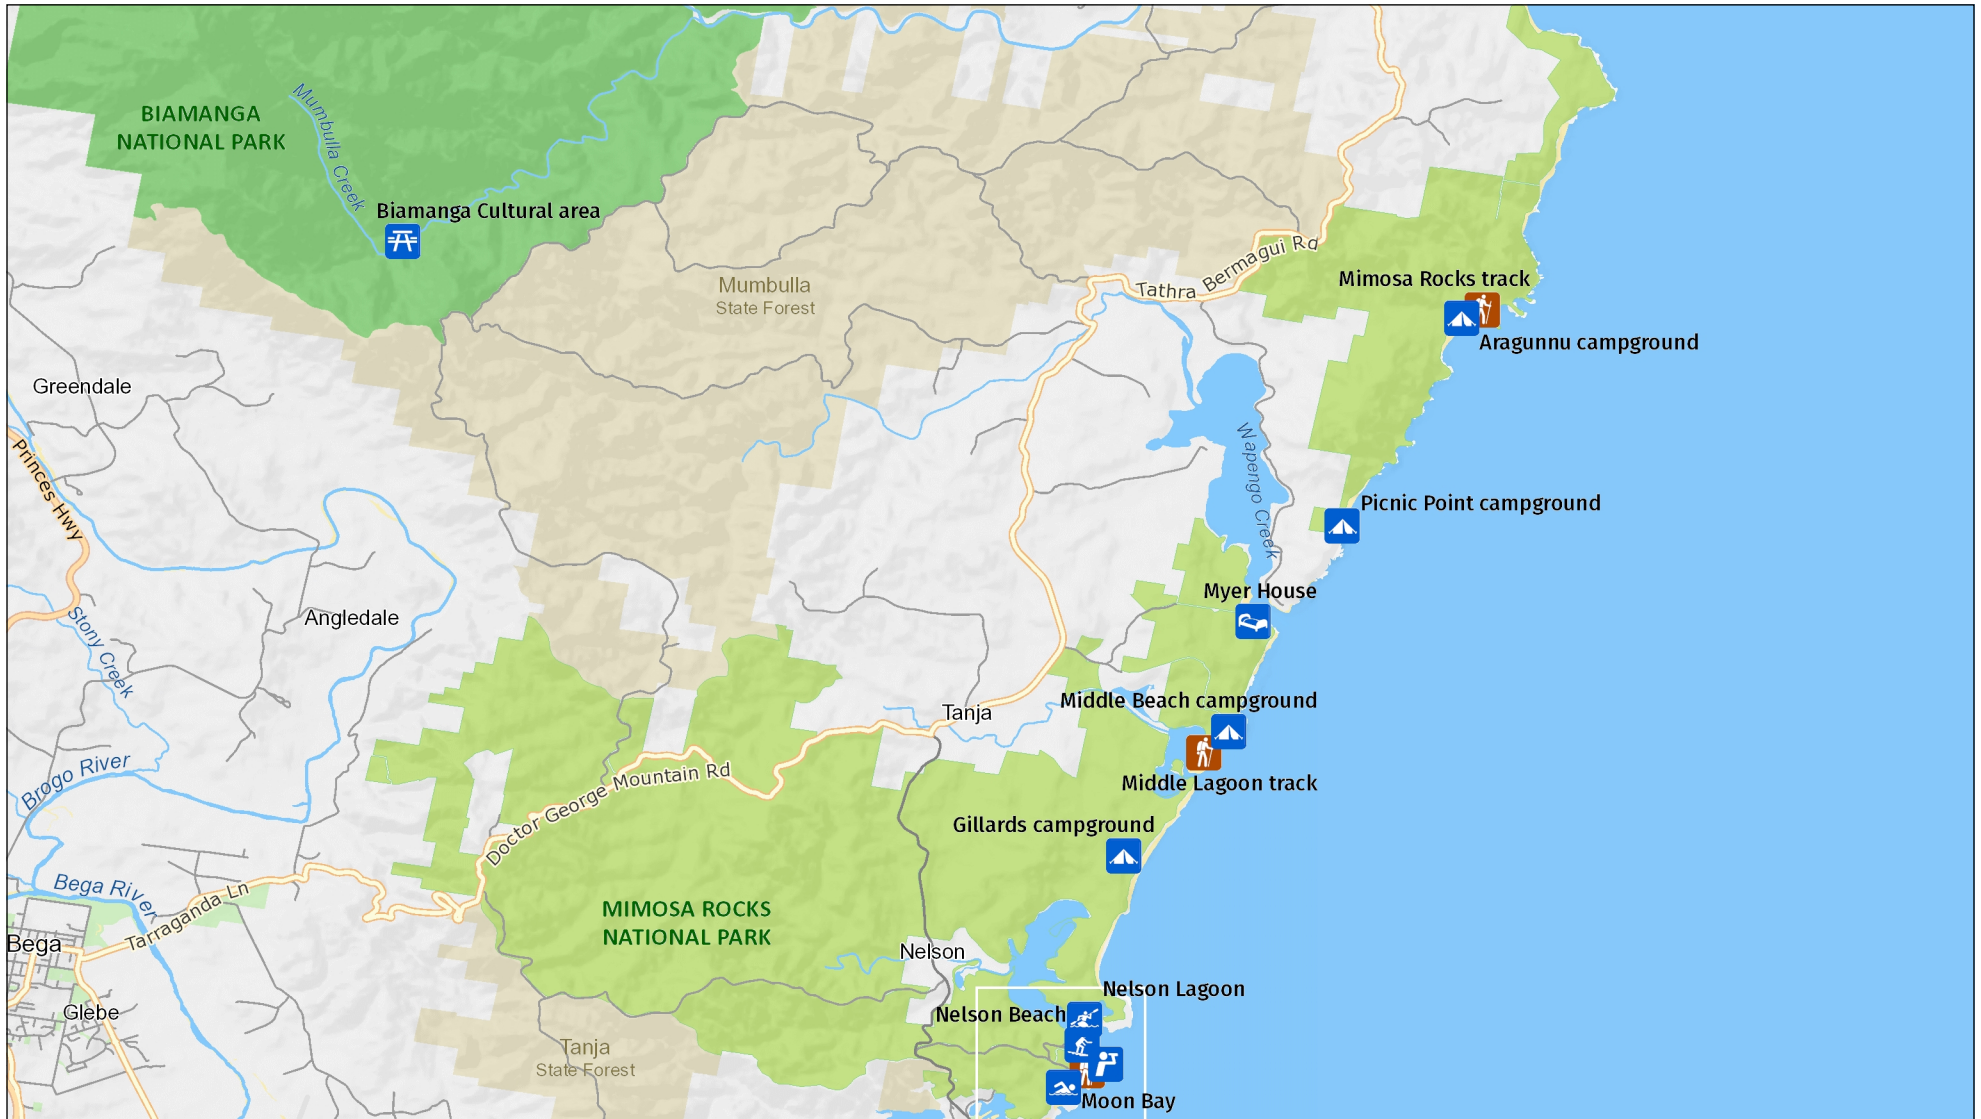 Mumbulla Creek
BIAMANGA
NATIONAL PARK
Biamanga Cultural area
Tathra Bermagui Rd
Mumbulla
State Forest
Mimosa Rocks track
Aragunnu campground
Greendale
Princes Hwy
Wapengo Creek
Picnic Point campground
Myer House
Angledale
Stony Creek
Middle Beach campground
Tanja
Brogo River
Doctor George Mountain Rd
Middle Lagoon track
Gillards campground
Bega River
Tarraganda Ln
MIMOSA ROCKS
NATIONAL PARK
Bega
Nelson
Nelson Lagoon
Glebe
Nelson Beach
Tanja
State Forest
Moon Bay